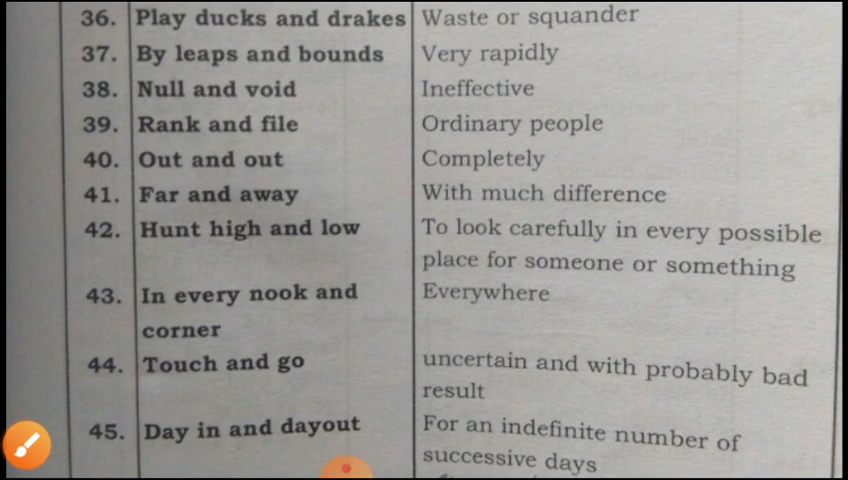 36. Play ducks and drakes Waste or squander
37. By leaps and bounds Very rapidly
38. Null and void Ineffective
39. Rank and file Ordinary people
40. Out and out Completely
41. Far and away With much difference
42. Hunt high and low To look carefully in every possible
place for someone or something
43. In every nook and Everywhere
corner
44. Touch and go uncertain and with probably bad
result
45. Day in and dayout For an indefinite number of
successive days